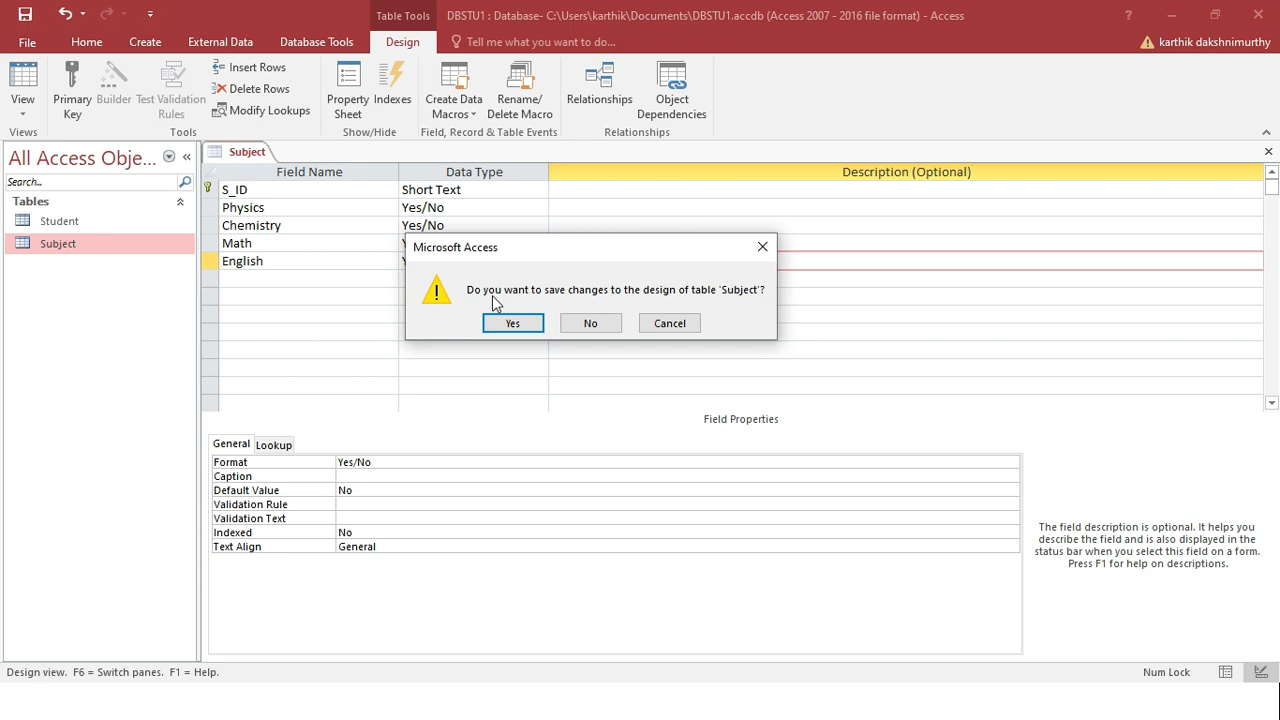 Table Tools
DBSTU1 : Database- C:\Users\karthik\Documents\DBSTU1.accdb (Access 2007 - 2016 file format) - Access
?
File
Home
Create
External Data
Database Tools
Design
Tell me what you want to do...
karthik dakshnimurthy
View
Primary
Key
Builder
Test Validation
Rules
Insert Rows
Delete Rows
Modify Lookups
Property
Sheet
Indexes
Create Data
Macros
Rename/
Delete Macro
Relationships
Object
Dependencies
Views
Tools
Show/Hide
Field, Record & Table Events
Relationships
All Access Obje...
Search...
Tables
Student
Subject
Subject
Field Name
Data Type
Description (Optional)
S_ID
Short Text
Physics
Yes/No
Chemistry
Yes/No
Math
Y
English
Y
Microsoft Access
Do you want to save changes to the design of table 'Subject'?
Yes
No
Cancel
Field Properties
General
Lookup
Format
Yes/No
Caption
Default Value
No
Validation Rule
Validation Text
Indexed
No
Text Align
General
The field description is optional. It helps you
describe the field and is also displayed in the
status bar when you select this field on a form.
Press F1 for help on descriptions.
Design view. F6 = Switch panes. F1 = Help.
Num Lock